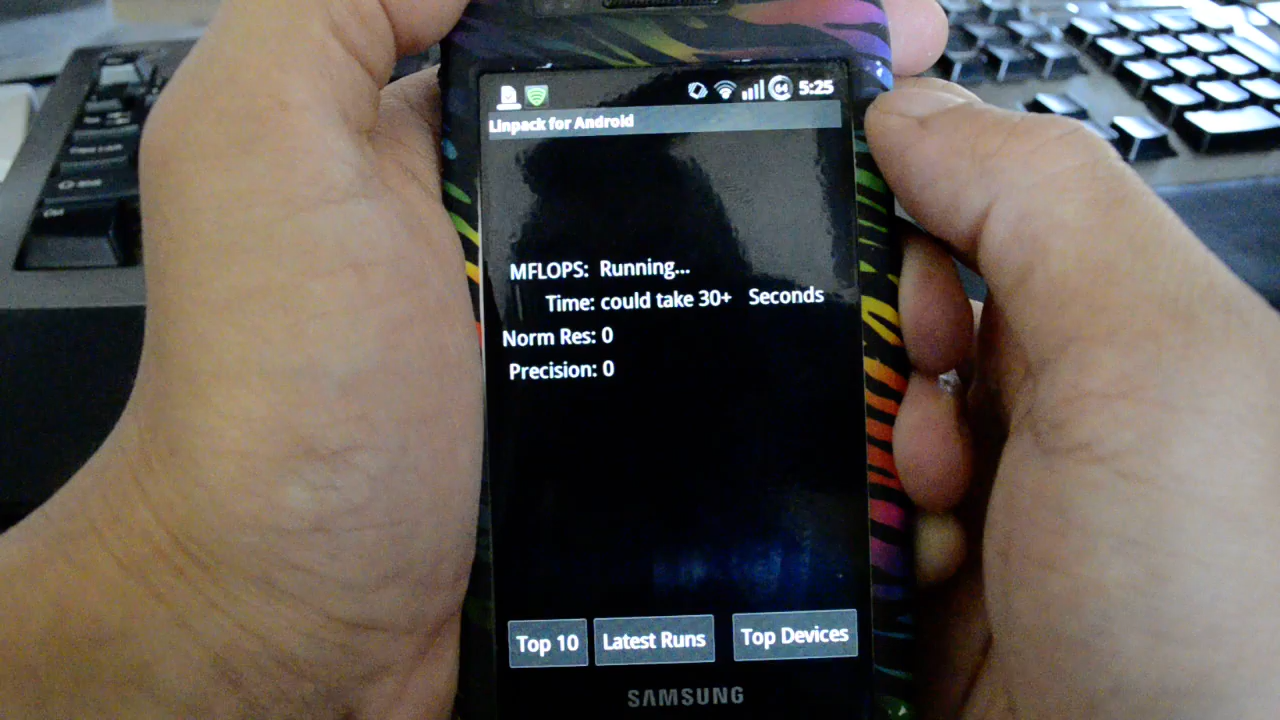 5:25
Linpack for Android
MFLOPS: Running...
Time: could take 30+ Seconds
Norm Res: 0
Precision: 0
Top 10 Latest Runs Top Devices
SAMSUNG
Ctrl